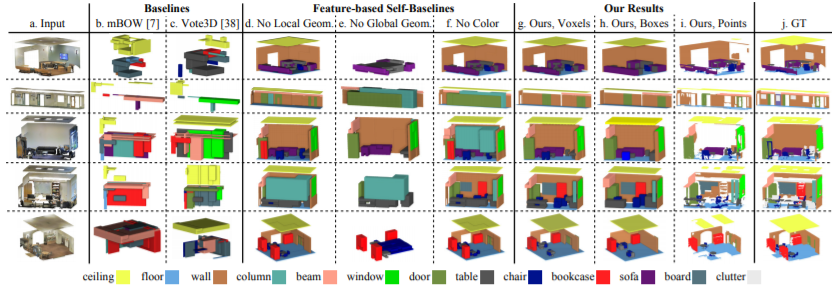 Baselines Feature-based Self-Baselines Our Results
a. Input b. mBOW [7] c. Vote3D [38] d. No Local Geom. e. No Global Geom. f. No Color g. Ours, Voxels h. Ours, Boxes i. Ours, Points j. GT
ceiling floor wall column beam window door table chair bookcase sofa board clutter